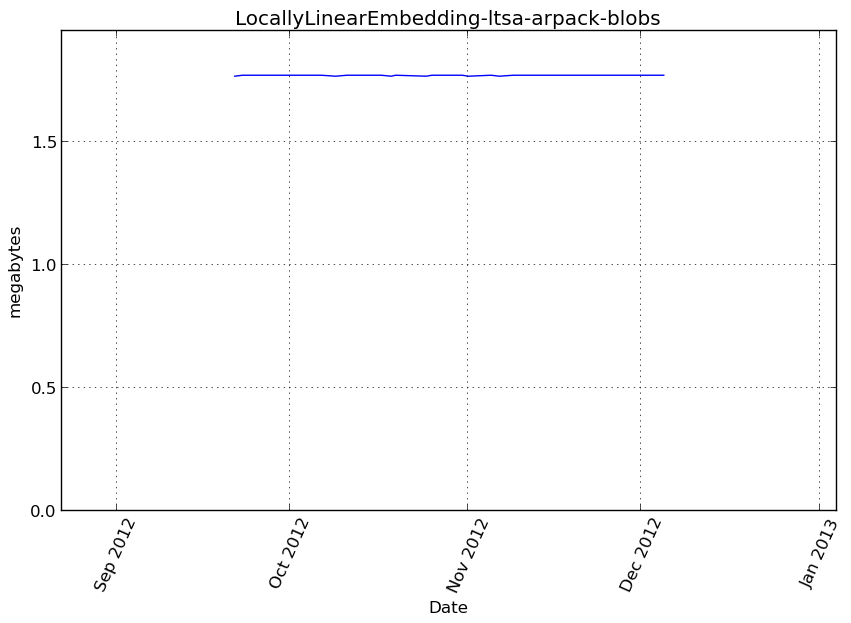 LocallyLinearEmbedding-ltsa-arpack-blobs
megabytes
1.5
1.0
0.5
0.0
Sep 2012
Oct 2012
Nov 2012
Dec 2012
Jan 2013
Date